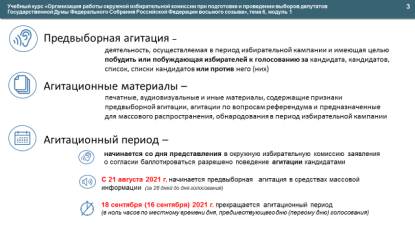 Учебный курс «Организация работы окружной избирательной комиссии при подготовке и проведении выборов депутатов
Государственной Думы Федерального Собрания Российской Федерации восьмого созыва», тема 6, модуль 1
3
Предвыборная агитация –
деятельность, осуществляемая в период избирательной кампании и имеющая целью
побудить или побуждающая избирателей к голосованию за кандидата, кандидатов,
список, списки кандидатов или против него (них)
Агитационные материалы –
печатные, аудиовизуальные и иные материалы, содержащие признаки
предвыборной агитации, агитации по вопросам референдума и предназначенные
для массового распространения, обнародования в период избирательной кампании
Агитационный период –
начинается со дня представления в окружную избирательную комиссию заявления
о согласии баллотироваться разрешено поведение агитации кандидатами
С 21 августа 2021 г. начинается предвыборная агитация в средствах массовой
информации (за 28 дней до дня голосования)
18 сентября (16 сентября) 2021 г. прекращается агитационный период
(в ноль часов по местному времени дня, предшествующего дню (первому дню) голосования)